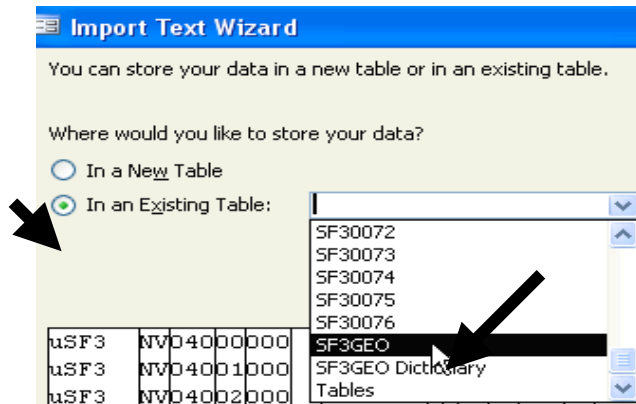 Import Text Wizard
You can store your data in a new table or in an existing table.
Where would you like to store your data?
In a New Table
In an Existing Table:
SF30072
SF30073
SF30074
SF30075
SF30076
SF3GEO
SF3GEO Dictionary
Tables
uSF3 NV04000000
uSF3 NV04001000
uSF3 NV04002000